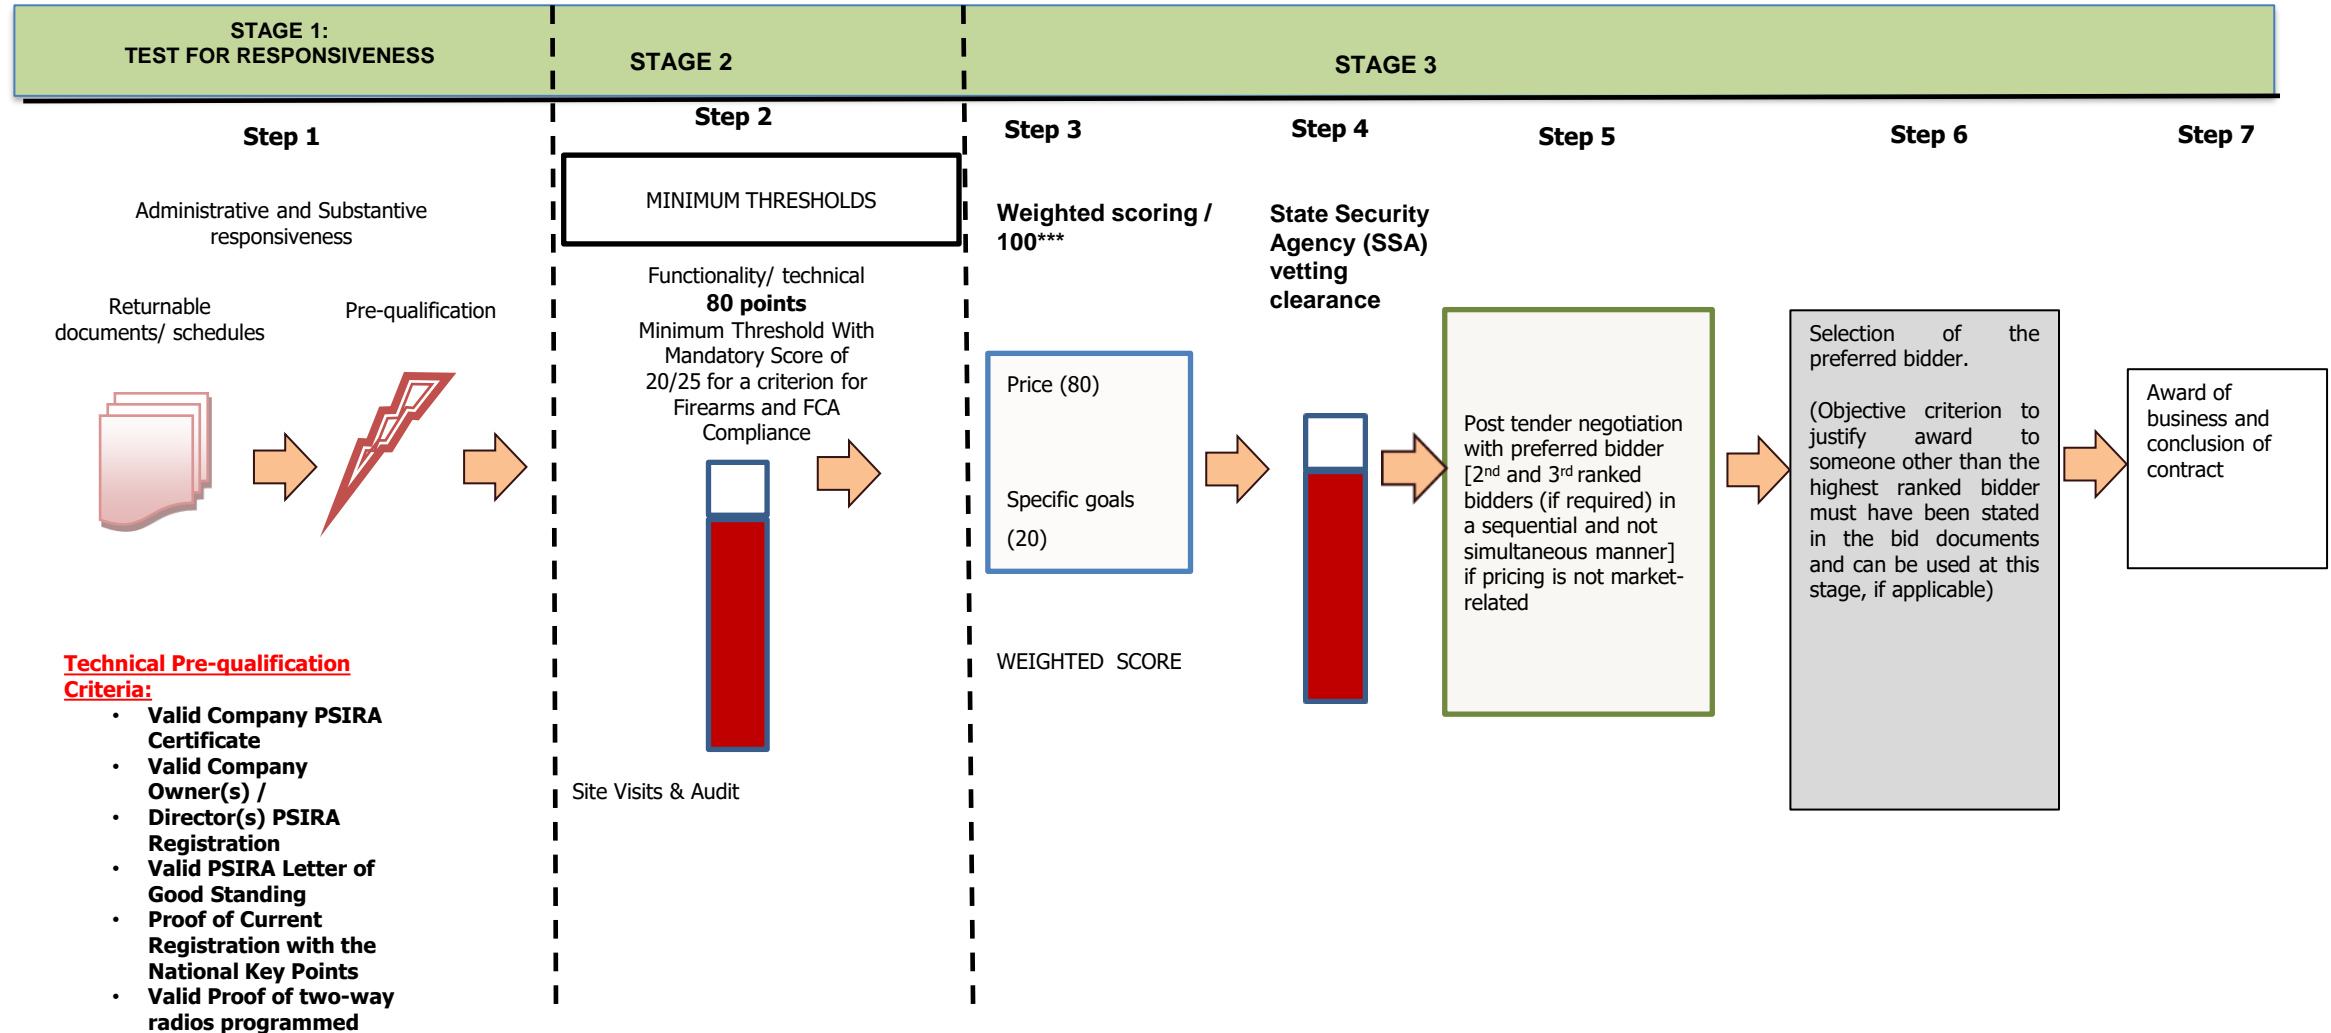 STAGE 1:
TEST FOR RESPONSIVENESS
STAGE 2
STAGE 3
Step 1
Administrative and Substantive
responsiveness
Returnable
documents/ schedules
Pre-qualification
Technical Pre-qualification
Criteria:
• Valid Company PSIRA
Certificate
• Valid Company
Owner(s) /
• Director(s) PSIRA
Registration
• Valid PSIRA Letter of
Good Standing
• Proof of Current
Registration with the
National Key Points
• Valid Proof of two-way
radios programmed
Step 2
MINIMUM THRESHOLDS
Functionality/ technical
80 points
Minimum Threshold With
Mandatory Score of
20/25 for a criterion for
Firearms and FCA
Compliance
Site Visits & Audit
Step 3
Weighted scoring /
100***
Price (80)
Specific goals
(20)
WEIGHTED SCORE
Step 4
State Security
Agency (SSA)
vetting
clearance
Step 5
Post tender negotiation
with preferred bidder
[2nd and 3rd ranked
bidders (if required) in
a sequential and not
simultaneous manner]
if pricing is not market-
related
Step 6
Selection of the
preferred bidder.
(Objective criterion to
justify award to
someone other than the
highest ranked bidder
must have been stated
in the bid documents
and can be used at this
stage, if applicable)
Step 7
Award of
business and
conclusion of
contract